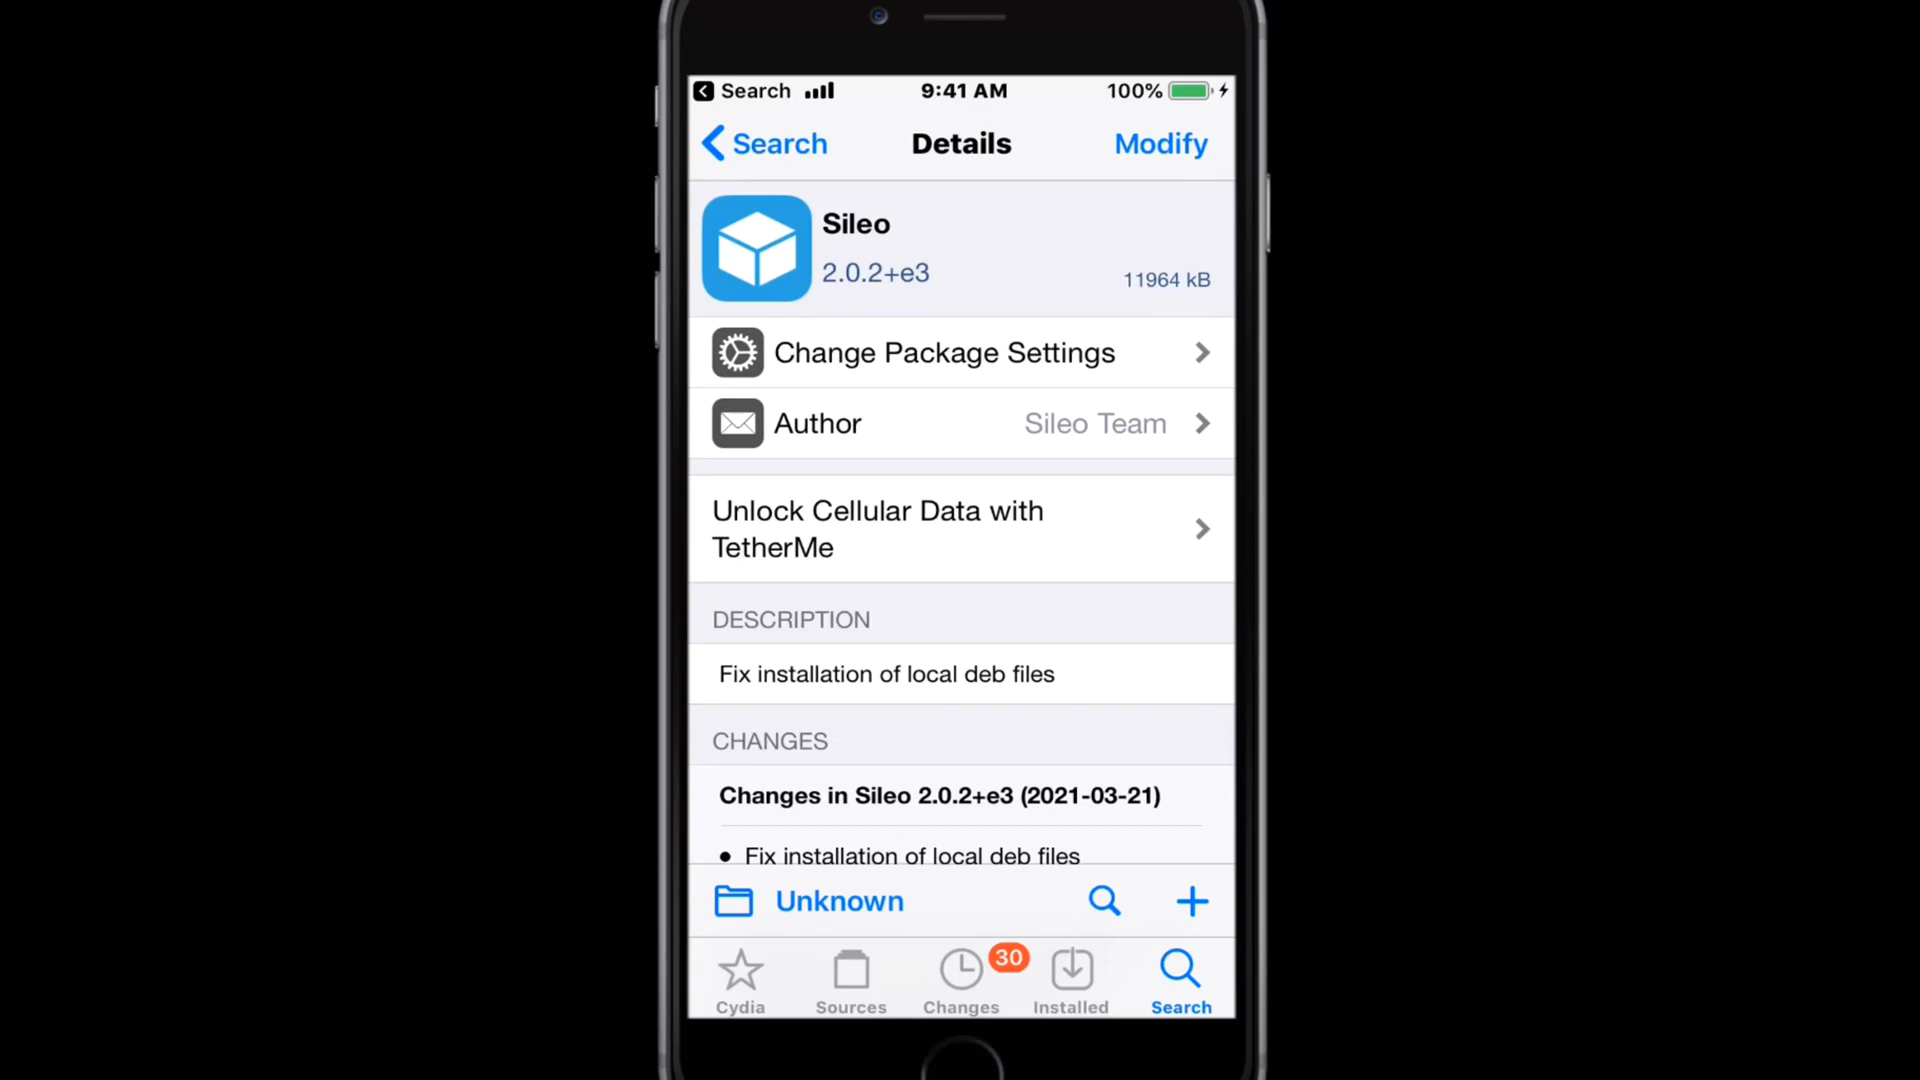 Search 9:41 AM 100%
Search Details Modify
Sileo
2.0.2+e3 11964 kB
Change Package Settings
Author Sileo Team
Unlock Cellular Data with
TetherMe
DESCRIPTION
Fix installation of local deb files
CHANGES
Changes in Sileo 2.0.2+e3 (2021-03-21)
• Fix installation of local deb files
Unknown
30
Cydia Sources Changes Installed Search